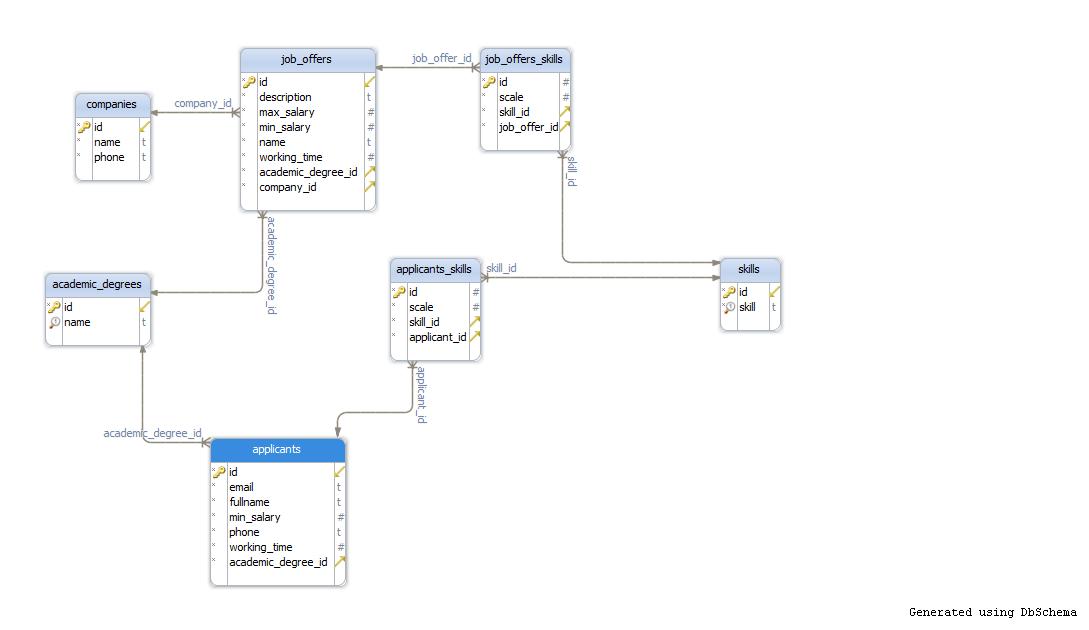 job_offers
id #
description t
max_salary #
min_salary #
name t
working_time #
academic_degree_id
company_id
job_offer_id
job_offers_skills
id #
scale #
skill_id
job_offer_id
company_id
companies
id
name t
phone t
skill_id
academic_degree_id
academic_degrees
id
name t
applicants_skills
id #
scale #
skill_id
applicant_id
skill_id
skills
id
skill t
applicant_id
academic_degree_id
applicants
id
email t
fullname t
min_salary #
phone t
working_time #
academic_degree_id
Generated using DbSchema